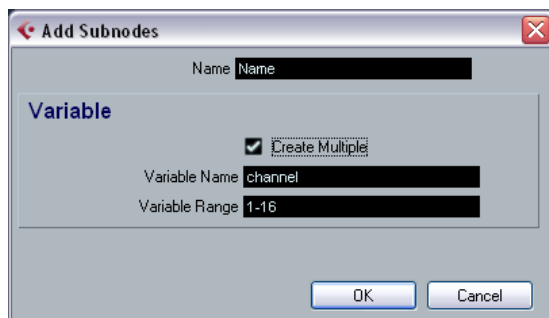 Add Subnodes
Name Name
Variable
Create Multiple
Variable Name channel
Variable Range 1-16
OK Cancel